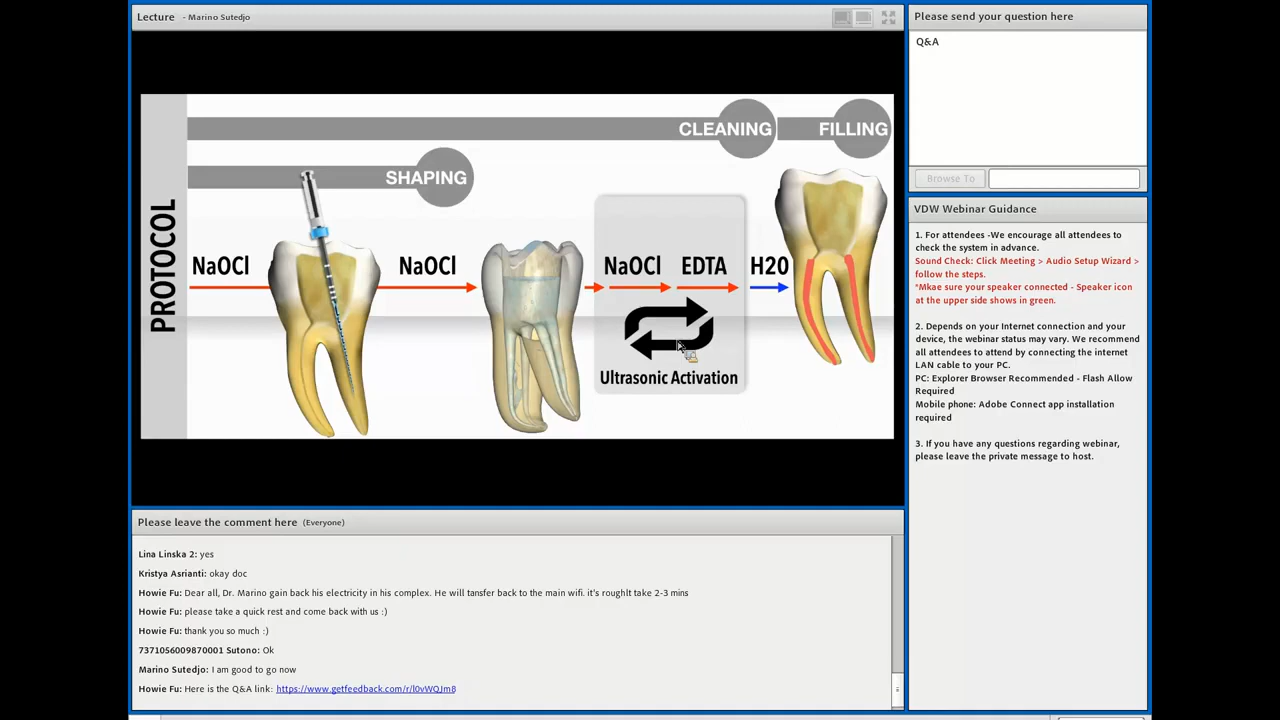 Lecture - Marino Sutedjo
CLEANING FILLING
SHAPING
PROTOCOL
NaOCl NaOCl NaOCl EDTA H20
Ultrasonic Activation
Please leave the comment here (Everyone)
Lina Linska 2: yes
Kristya Asrianti: okay doc
Howie Fu: Dear all, Dr. Marino gain back his electricity in his complex. He will tansfer back to the main wifi. it's roughlt take 2-3 mins
Howie Fu: please take a quick rest and come back with us :)
Howie Fu: thank you so much :)
7371056009870001 Sutono: Ok
Marino Sutedjo: I am good to go now
Howie Fu: Here is the Q&A link: https://www.getfeedback.com/r/l0vWQJm8
Please send your question here
Q&A
Browse To
VDW Webinar Guidance
1. For attendees -We encourage all attendees to
check the system in advance.
Sound Check: Click Meeting > Audio Setup Wizard >
follow the steps.
*Mkae sure your speaker connected - Speaker icon
at the upper side shows in green.
2. Depends on your Internet connection and your
device, the webinar status may vary. We recommend
all attendees to attend by connecting the internet
LAN cable to your PC.
PC: Explorer Browser Recommended - Flash Allow
Required
Mobile phone: Adobe Connect app installation
required
3. If you have any questions regarding webinar,
please leave the private message to host.